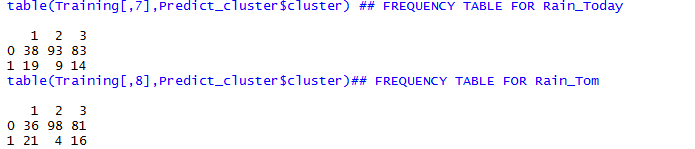 table(Training[,7],Predict_cluster$cluster) ## FREQUENCY TABLE FOR Rain_Today
1 2 3
0 38 93 83
1 19 9 14
table(Training[,8],Predict_cluster$cluster)## FREQUENCY TABLE FOR Rain_Tom
1 2 3
0 36 98 81
1 21 4 16